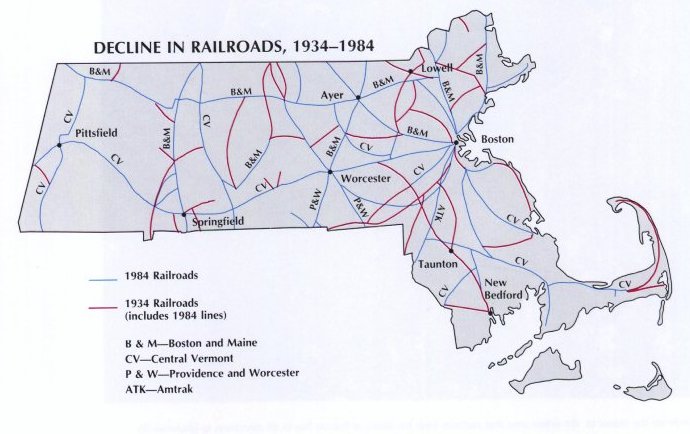 DECLINE IN RAILROADS, 1934–1984
B&M
Lowell
B&M
B&M
B&M
Ayer
B&M
CV
CV
B&M
B&M
Boston
Pittsfield
B&M
CV
CV
B&M
CV
CV
CV
Worcester
P&W
P&W
ATK
Springfield
CV
Taunton
CV
New
Bedford
CV
CV
1984 Railroads
1934 Railroads
(includes 1984 lines)
B & M—Boston and Maine
CV—Central Vermont
P & W—Providence and Worcester
ATK—Amtrak